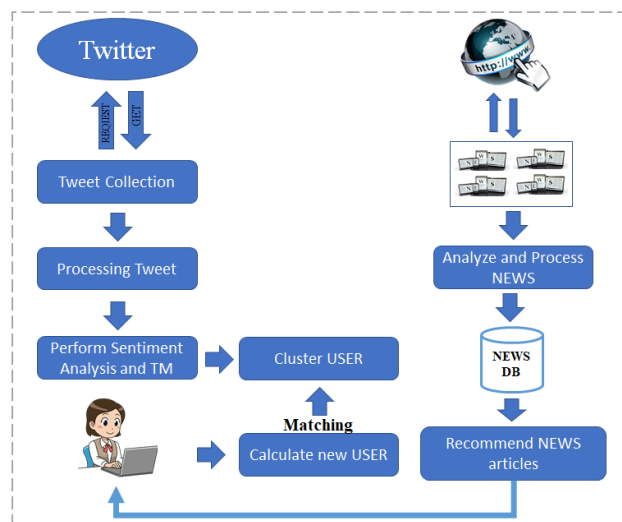 Twitter
REQIEST
GET
Tweet Collection
Processing Tweet
Perform Sentiment
Analysis and TM
Cluster USER
Matching
Calculate new USER
http://www.
N E W S
N E W S
N E W S
N E W S
Analyze and Process
NEWS
NEWS
DB
Recommend NEWS
articles